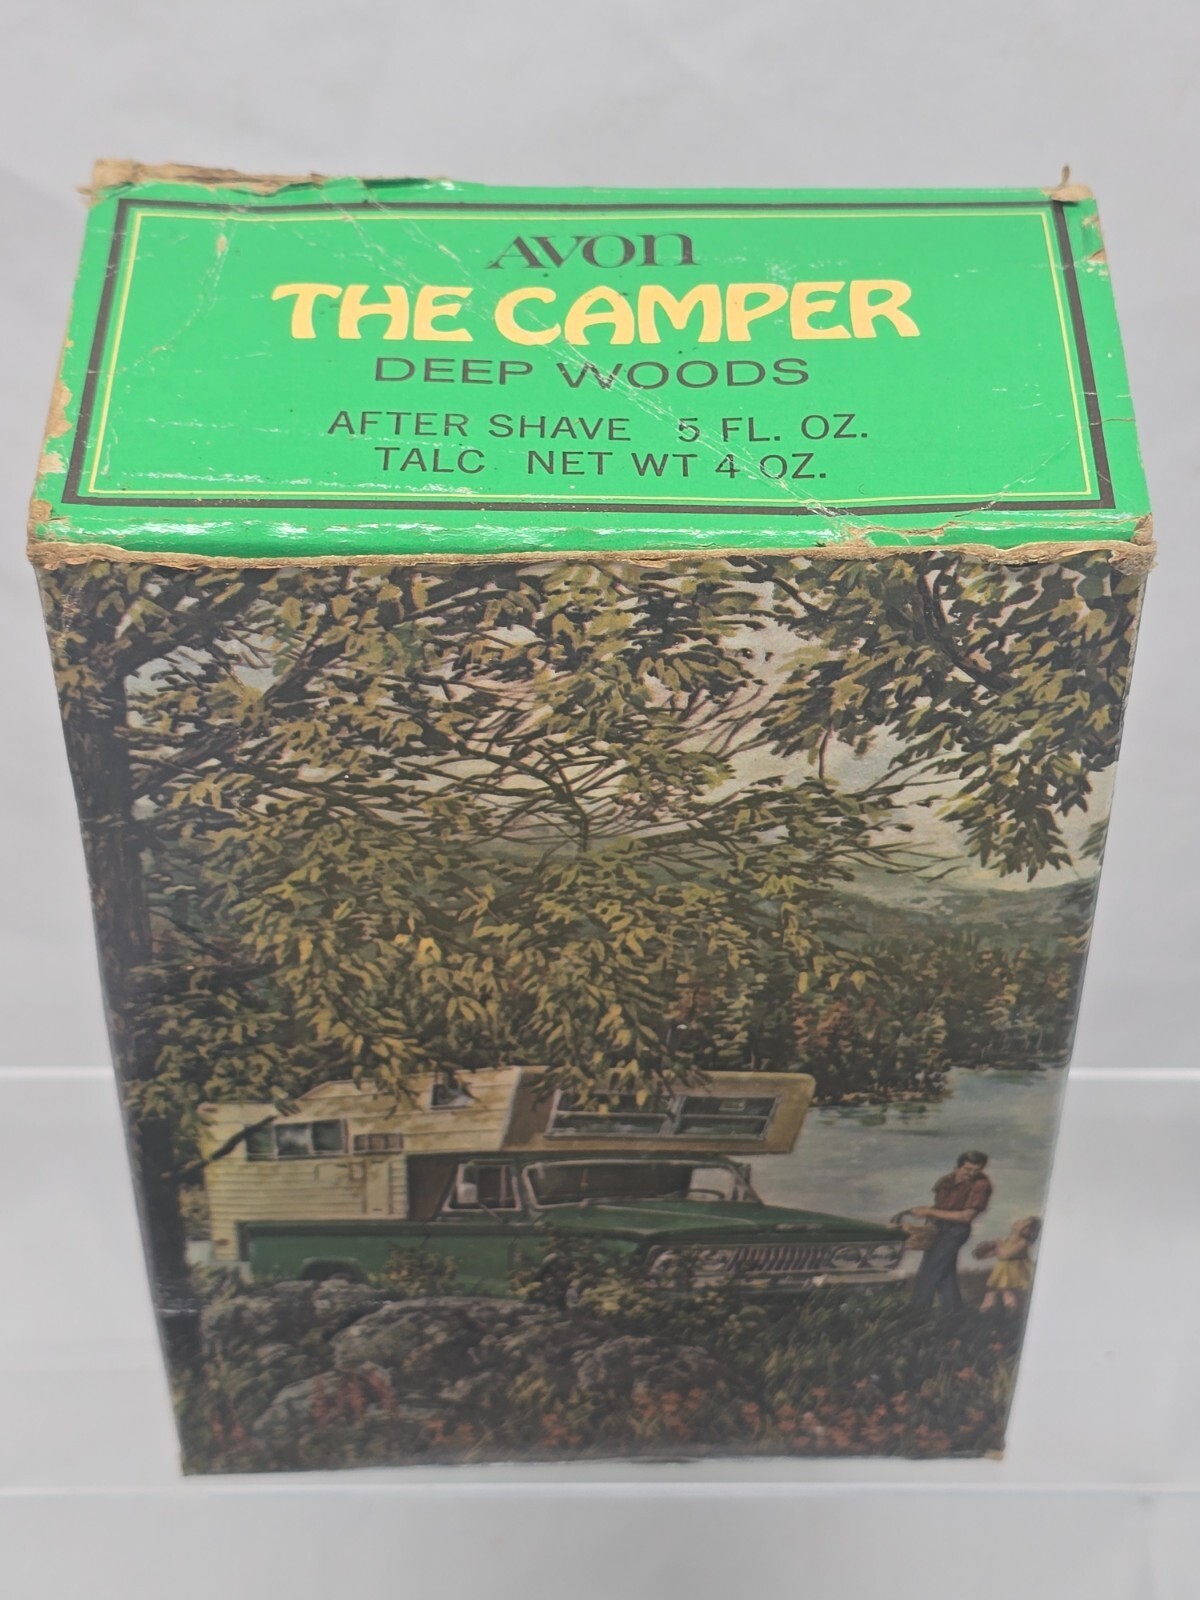 AVON
THE CAMPER
DEEP WOODS
AFTER SHAVE 5 FL. OZ.
TALC NET WT 4 OZ.